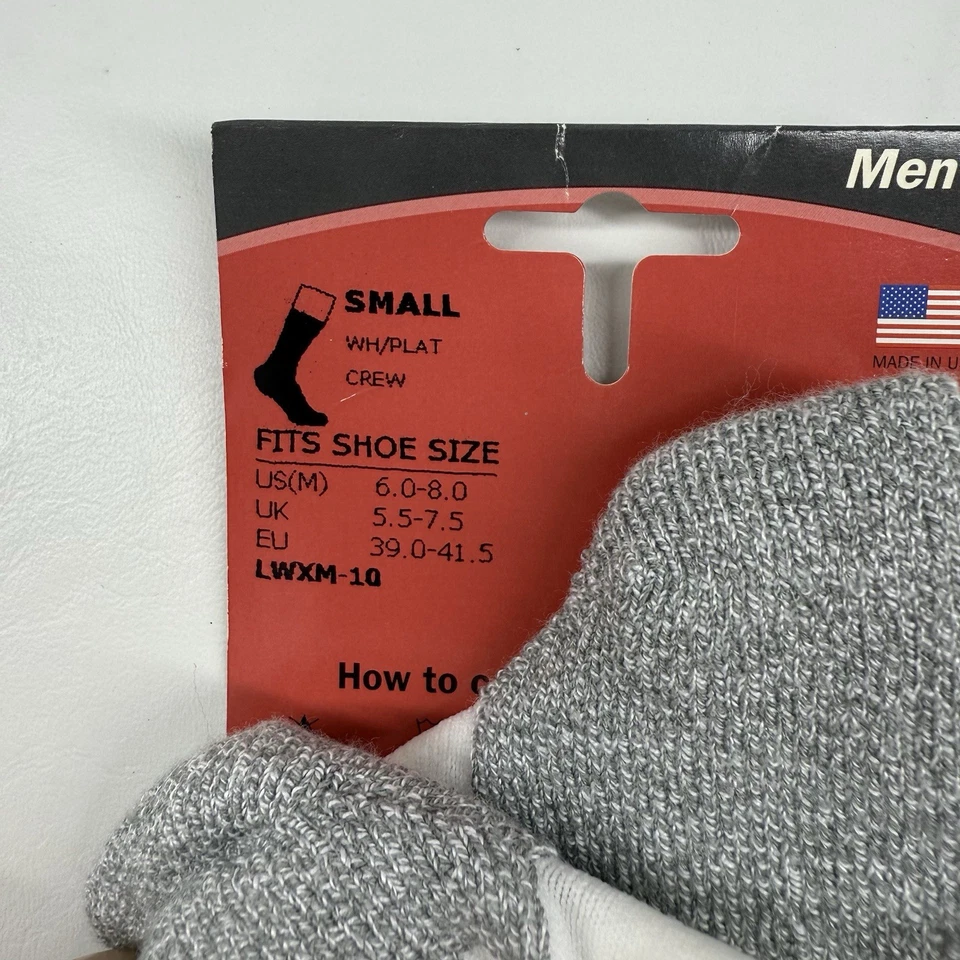 Men
SMALL
WH/PLAT
CREW
MADE IN U
FITS SHOE SIZE
US(M) 6.0-8.0
UK 5.5-7.5
EU 39.0-41.5
LWXM-10
How to c